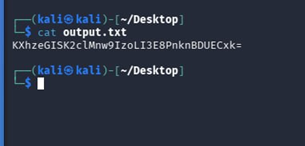 ┌──(kali㉿kali)-[~/Desktop]
└─$ cat output.txt
KXhzeGISK2clMnw9IzoLI3E8PnknBDUECxk=
┌──(kali㉿kali)-[~/Desktop]
└─$